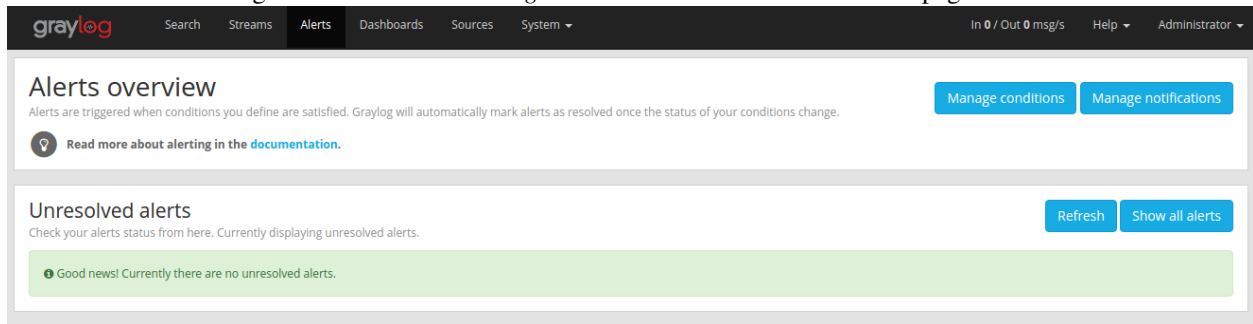 graylog Search Streams Alerts Dashboards Sources System In 0 / Out 0 msg/s Help Administrator
Alerts overview
Alerts are triggered when conditions you define are satisfied. Graylog will automatically mark alerts as resolved once the status of your conditions change.
Manage conditions Manage notifications
Read more about alerting in the documentation.
Unresolved alerts
Check your alerts status from here. Currently displaying unresolved alerts.
Refresh Show all alerts
Good news! Currently there are no unresolved alerts.